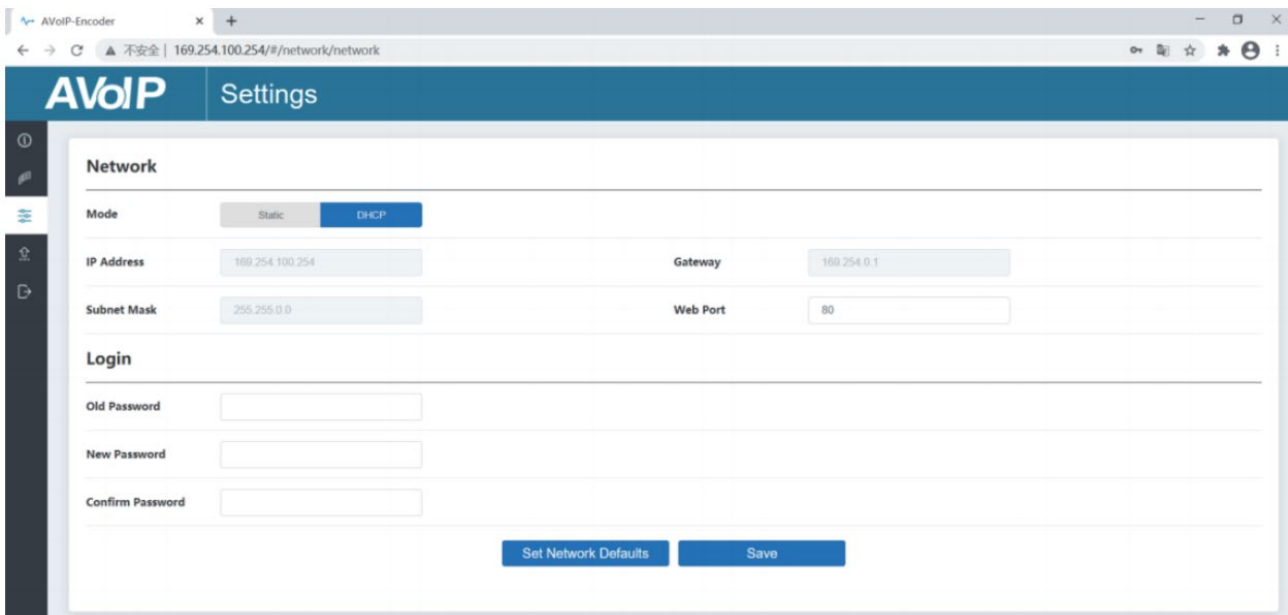 AVoIP-Encoder
不安全 | 169.254.100.254/#/network/network
AVoIP Settings
Network
Mode Static DHCP
IP Address 169.254.100.254 Gateway 169.254.0.1
Subnet Mask 255.255.0.0 Web Port 80
Login
Old Password
New Password
Confirm Password
Set Network Defaults Save